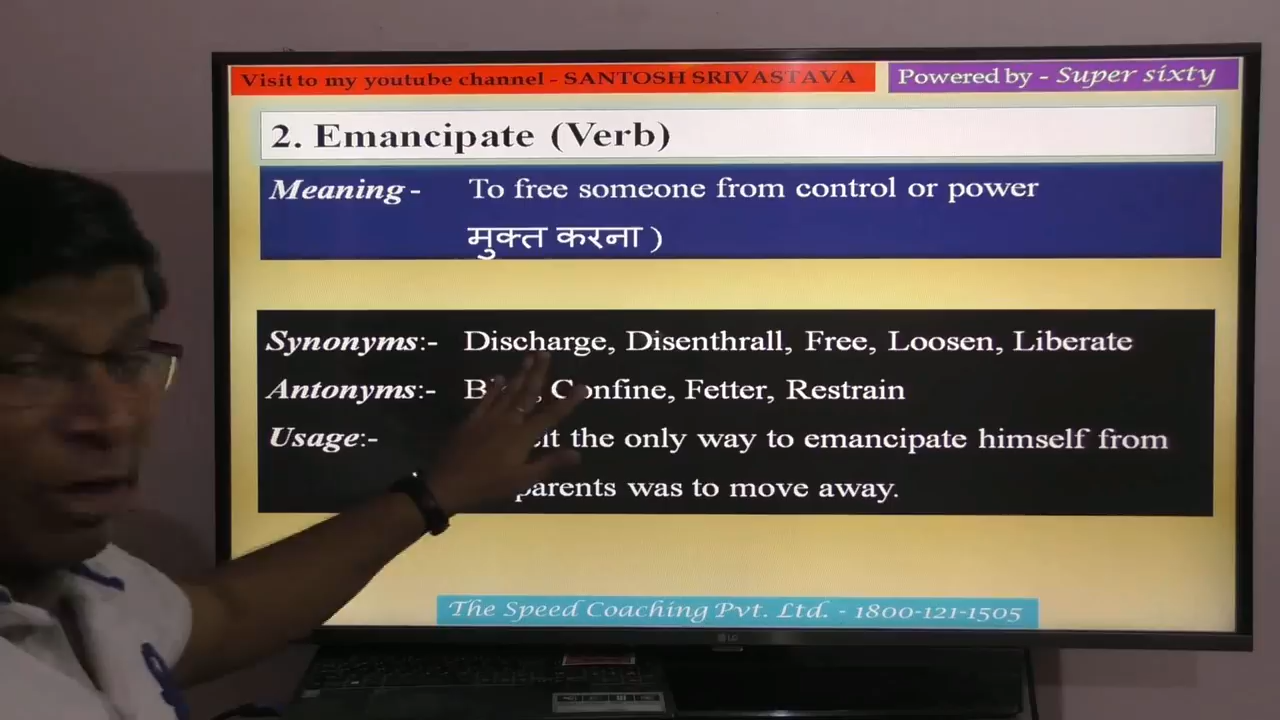 Visit to my youtube channel - SANTOSH SRIVASTAVA
Powered by - Super sixty
2. Emancipate (Verb)
Meaning - To free someone from control or power
मुक्त करना )
Synonyms:- Discharge, Disenthrall, Free, Loosen, Liberate
Antonyms:- Confine, Fetter, Restrain
Usage:- the only way to emancipate himself from
parents was to move away.
The Speed Coaching Pvt. Ltd. - 1800-121-1505
LG